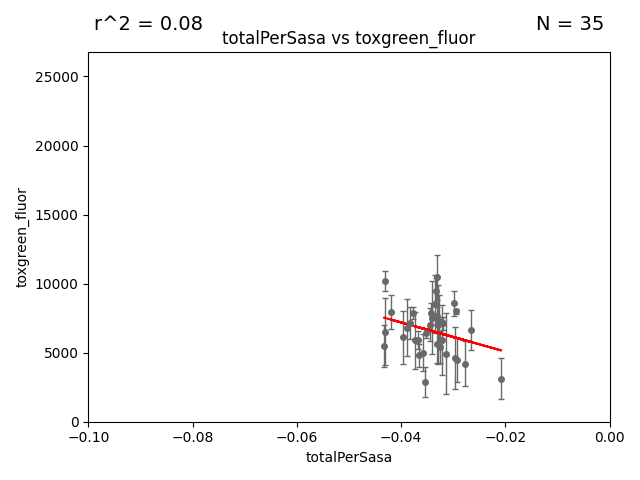 r^2 = 0.08
N = 35
totalPerSasa vs toxgreen_fluor
25000
20000
15000
10000
5000
0
toxgreen_fluor
−0.10
−0.08
−0.06
−0.04
−0.02
0.00
totalPerSasa